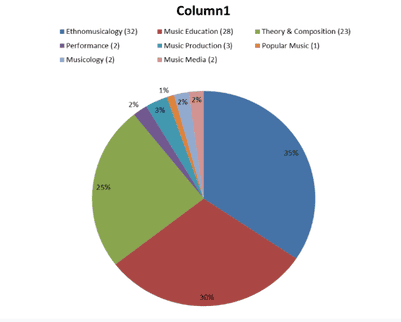 Column1
Ethnomusicalogy (32) Music Education (28) Theory & Composition (23)
Performance (2) Music Production (3) Popular Music (1)
Musicology (2) Music Media (2)
1%
2% 3% 2% 2%
35%
25%
30%